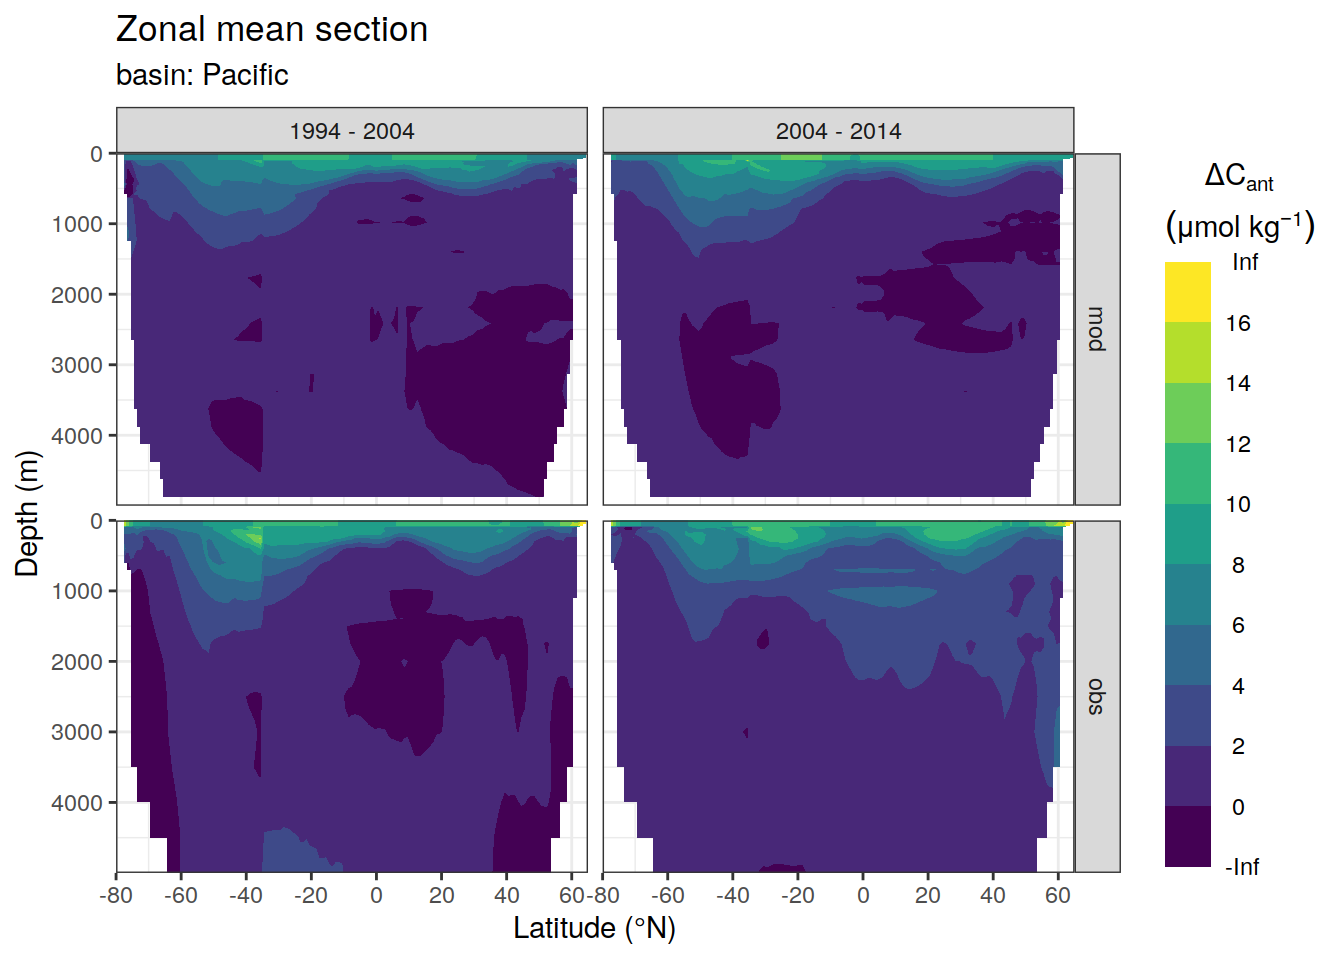 Zonal mean section
basin: Pacific
1994 - 2004
2004 - 2014
0
1000
2000
3000
4000
mod
0
1000
2000
3000
4000
obs
-80 -60 -40 -20 0 20 40 60
-80 -60 -40 -20 0 20 40 60
Latitude (°N)
Depth (m)
ΔCant
(μmol kg⁻¹)
Inf
16
14
12
10
8
6
4
2
0
-Inf